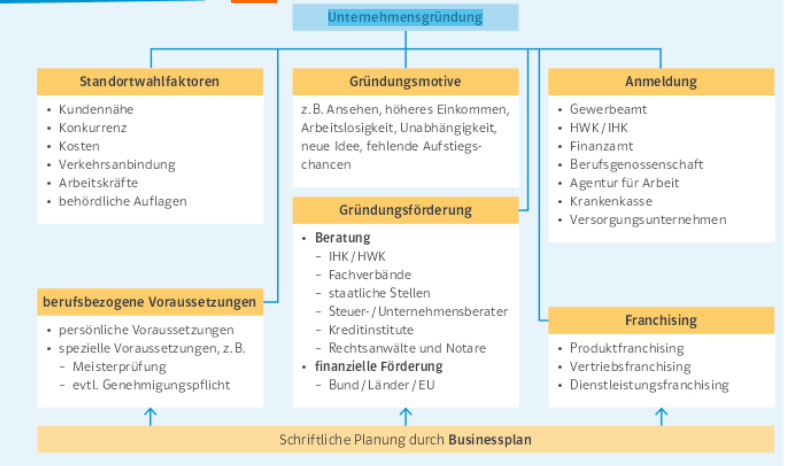 Unternehmensgründung
Standortwahlfaktoren
• Kundennähe
• Konkurrenz
• Kosten
• Verkehrsanbindung
• Arbeitskräfte
• behördliche Auflagen
Gründungsmotive
z. B. Ansehen, höheres Einkommen,
Arbeitslosigkeit, Unabhängigkeit,
neue Idee, fehlende Aufstiegs-
chancen
Anmeldung
• Gewerbeamt
• HWK / IHK
• Finanzamt
• Berufsgenossenschaft
• Agentur für Arbeit
• Krankenkasse
• Versorgungsunternehmen
berufsbezogene Voraussetzungen
• persönliche Voraussetzungen
• spezielle Voraussetzungen, z. B.
– Meisterprüfung
– evtl. Genehmigungspflicht
Gründungsförderung
• Beratung
– IHK / HWK
– Fachverbände
– staatliche Stellen
– Steuer- / Unternehmensberater
– Kreditinstitute
– Rechtsanwälte und Notare
• finanzielle Förderung
– Bund / Länder / EU
Franchising
• Produktfranchising
• Vertriebsfranchising
• Dienstleistungsfranchising
Schriftliche Planung durch Businessplan